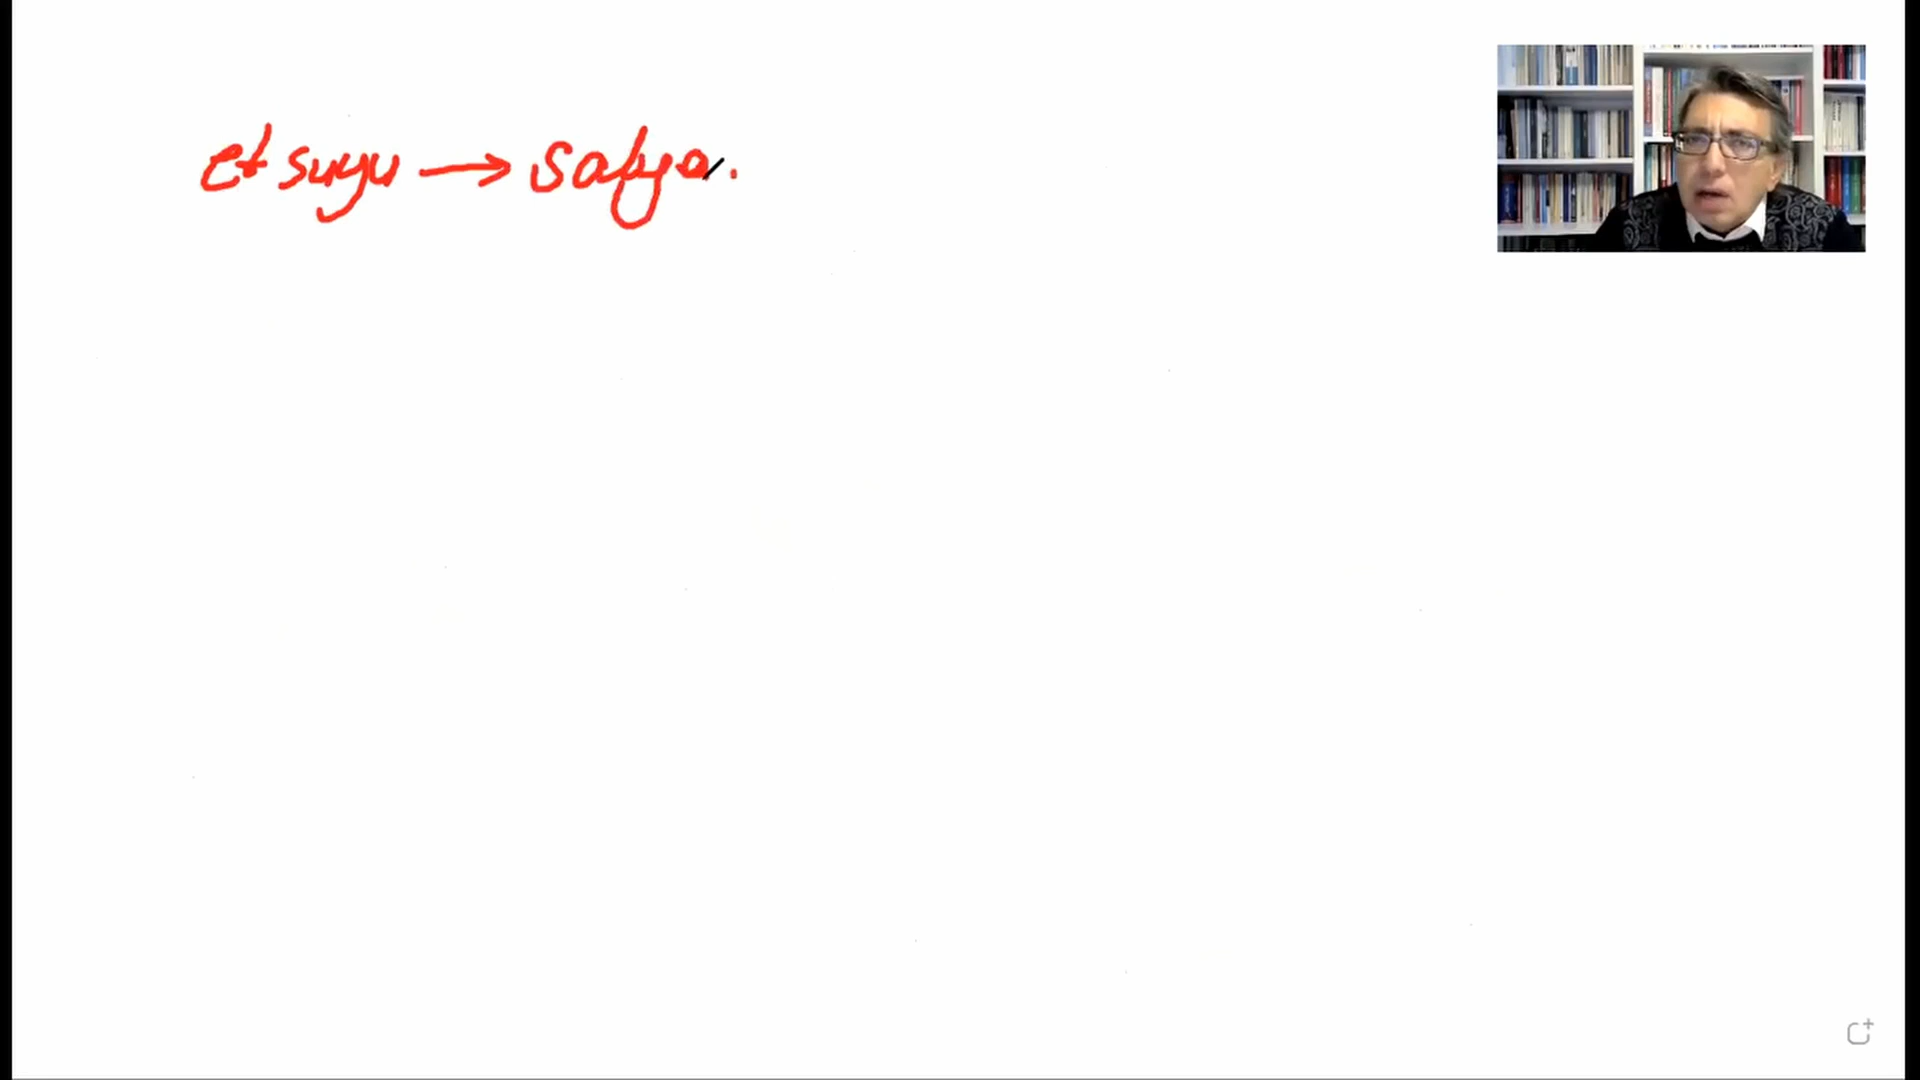 et suyu → safya.